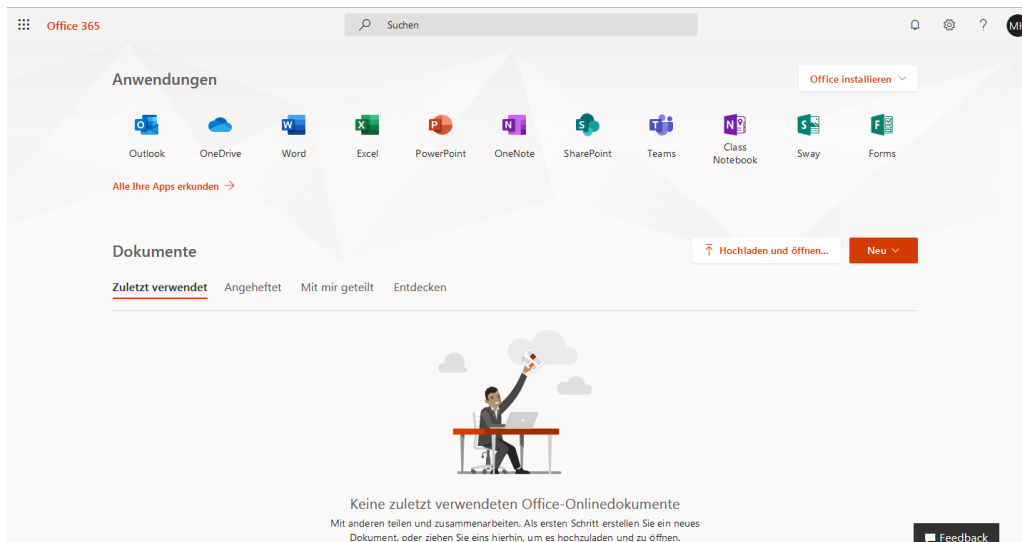 Office 365
Suchen
?
Anwendungen
Office installieren
Outlook OneDrive Word Excel PowerPoint OneNote SharePoint Teams Class Notebook Sway Forms
Alle Ihre Apps erkunden →
Dokumente
Hochladen und öffnen... Neu
Zuletzt verwendet Angeheftet Mit mir geteilt Entdecken
Keine zuletzt verwendeten Office-Onlinedokumente
Mit anderen teilen und zusammenarbeiten. Als ersten Schritt erstellen Sie ein neues
Dokument, oder ziehen Sie eins hierhin, um es hochzuladen und zu öffnen.
Feedback